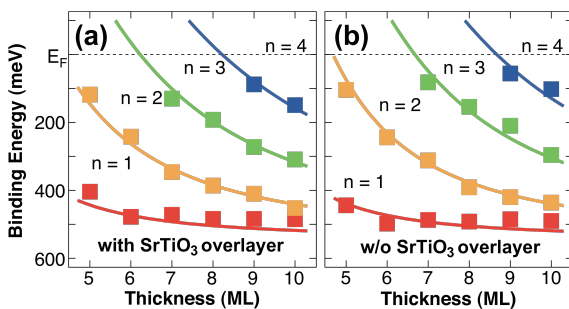 (a)
(b)
E_F
n = 4
n = 3
n = 2
n = 1
n = 4
n = 3
n = 2
n = 1
200
400
600
Binding Energy (meV)
with SrTiO₃ overlayer
w/o SrTiO₃ overlayer
5 6 7 8 9 10
5 6 7 8 9 10
Thickness (ML)
Thickness (ML)